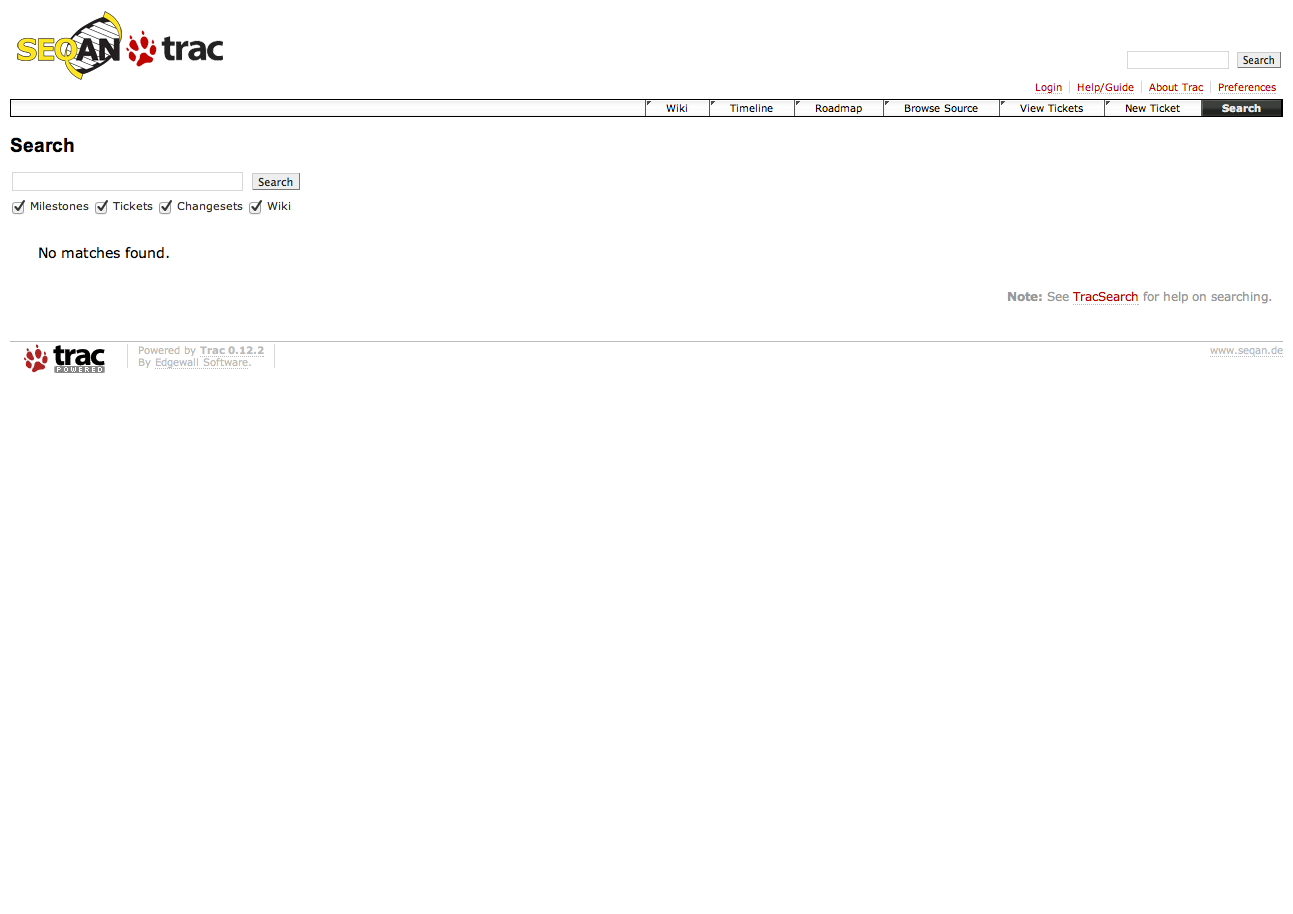 SEQAN trac
Search
Login Help/Guide About Trac Preferences
Wiki Timeline Roadmap Browse Source View Tickets New Ticket Search
Search
Search
Milestones Tickets Changesets Wiki
No matches found.
Note: See TracSearch for help on searching.
trac POWERED
Powered by Trac 0.12.2
By Edgewall Software.
www.seqan.de